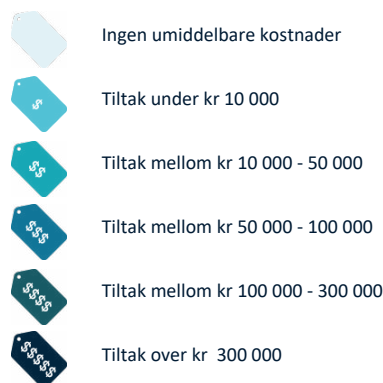 Ingen umiddelbare kostnader
$
Tiltak under kr 10 000
$$
Tiltak mellom kr 10 000 - 50 000
$$$
Tiltak mellom kr 50 000 - 100 000
$$$$
Tiltak mellom kr 100 000 - 300 000
$$$$$
Tiltak over kr  300 000